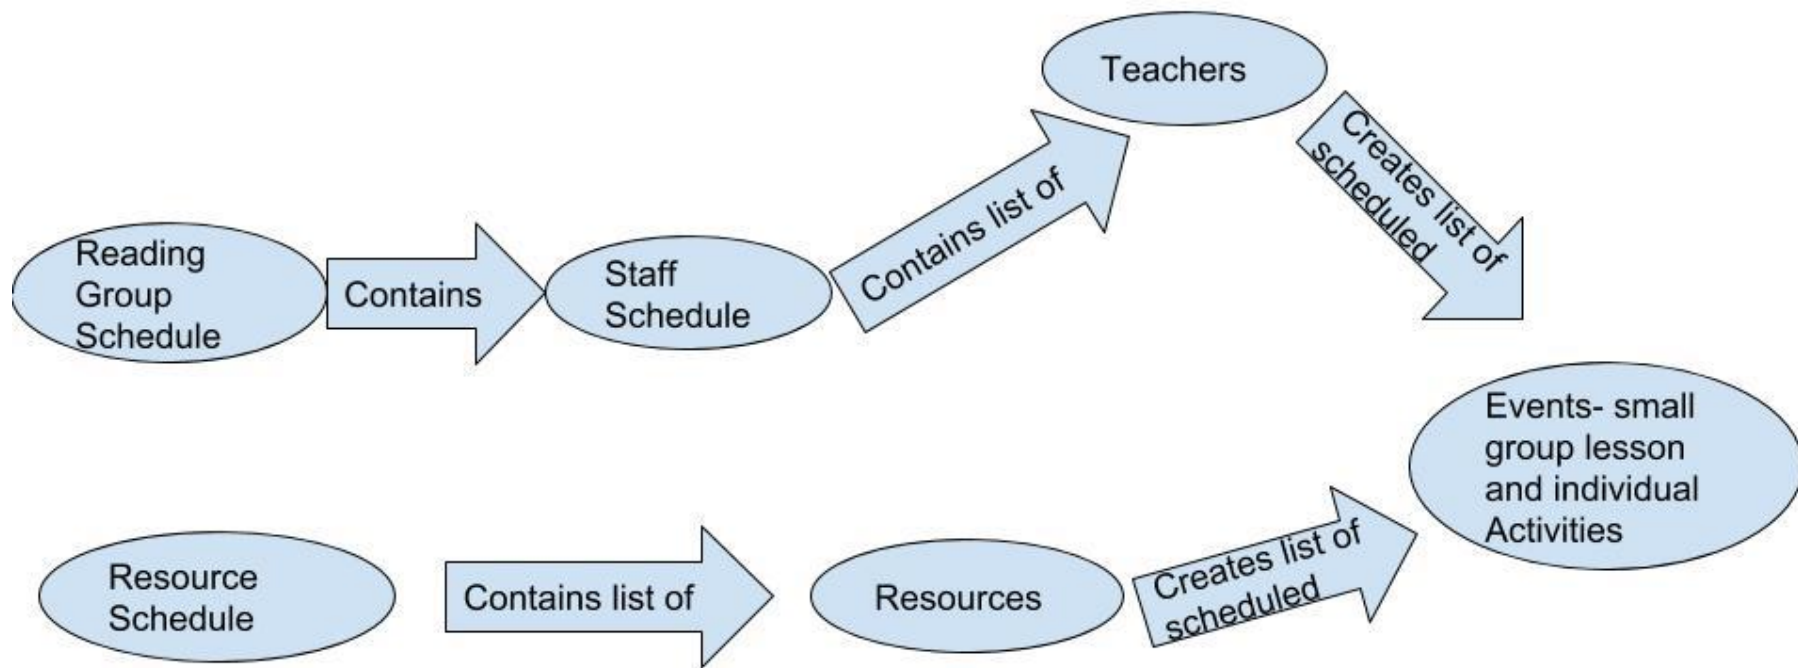 Teachers
Creates list of
scheduled
Contains list of
Reading
Group
Schedule
Contains
Staff
Schedule
Events- small
group lesson
and individual
Activities
Resource
Schedule
Contains list of
Resources
Creates list of
scheduled